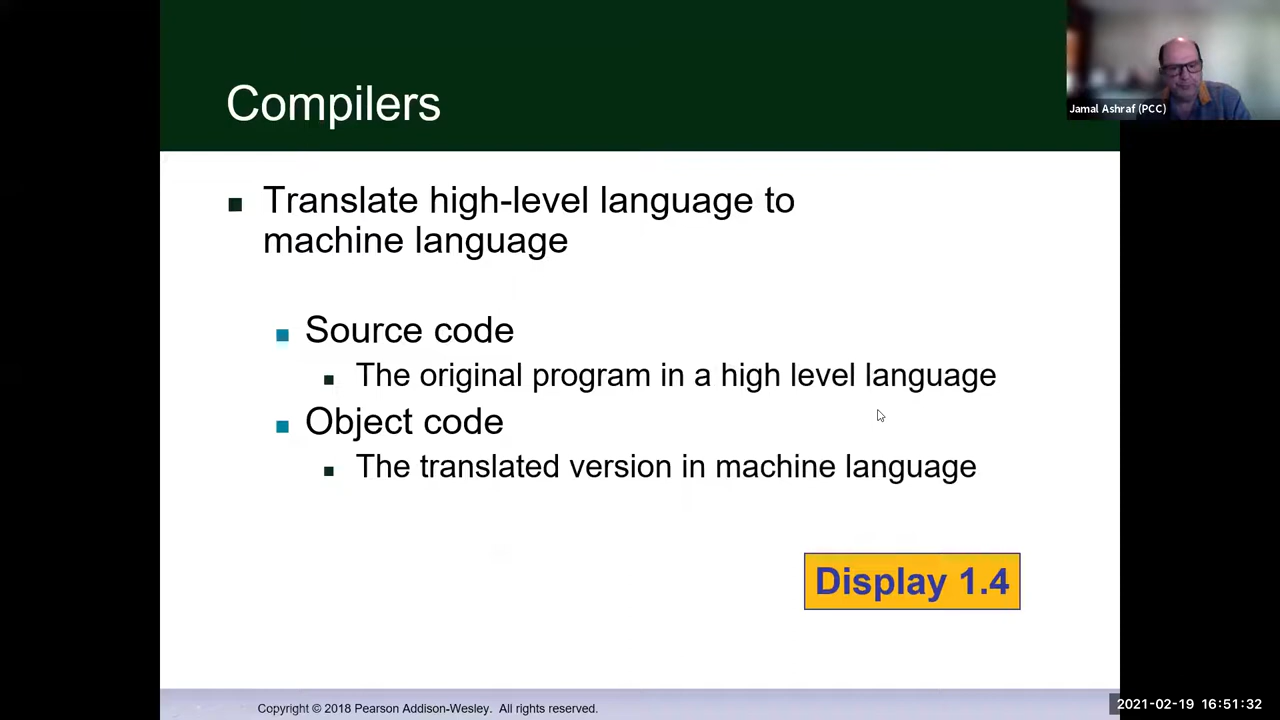 Compilers
Jamal Ashraf (PCC)
Translate high-level language to
machine language
Source code
The original program in a high level language
Object code
The translated version in machine language
Display 1.4
Copyright © 2018 Pearson Addison-Wesley. All rights reserved.
2021-02-19 16:51:32